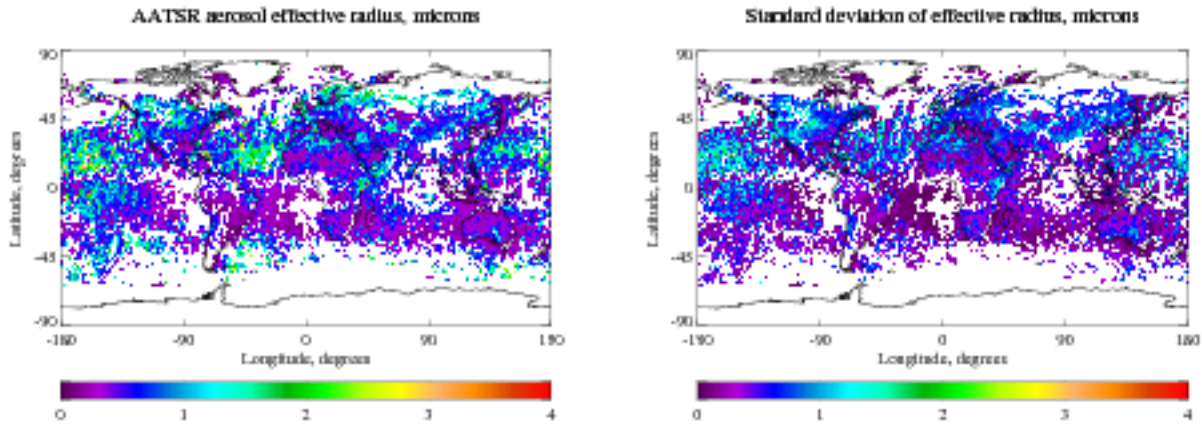 AATSR aerosol effective radius, microns
90
45
0
-45
-90
Latitude, degrees
-180 -90 0 90 180
Longitude, degrees
0 1 2 3 4
Standard deviation of effective radius, microns
90
45
0
-45
-90
Latitude, degrees
-180 -90 0 90 180
Longitude, degrees
0 1 2 3 4